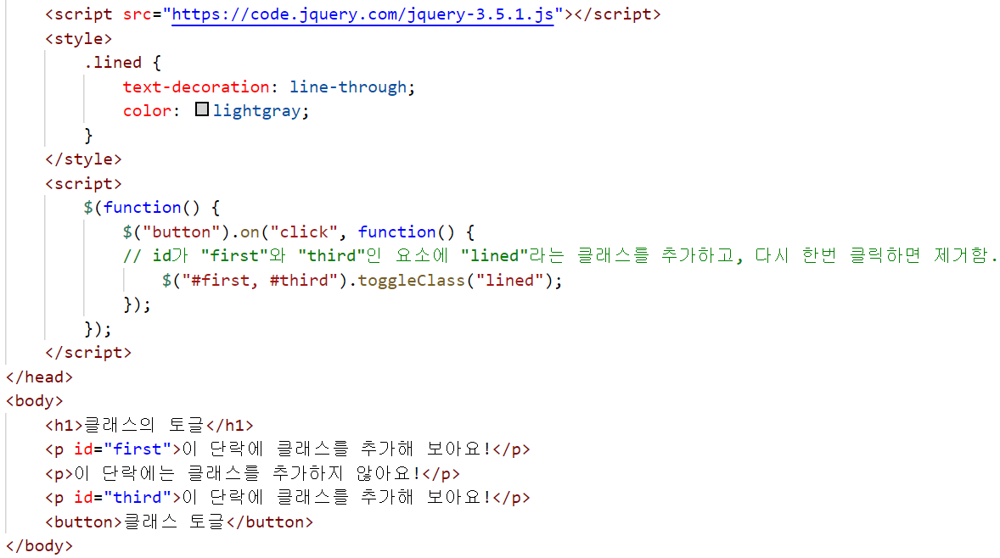 <script src="https://code.jquery.com/jquery-3.5.1.js"></script>
<style>
.lined {
text-decoration: line-through;
color: lightgray;
}
</style>
<script>
$(function() {
$("button").on("click", function() {
// id가 "first"와 "third"인 요소에 "lined"라는 클래스를 추가하고, 다시 한번 클릭하면 제거함.
$("#first, #third").toggleClass("lined");
});
});
</script>
</head>
<body>
<h1>클래스의 토글</h1>
<p id="first">이 단락에 클래스를 추가해 보아요!</p>
<p>이 단락에는 클래스를 추가하지 않아요!</p>
<p id="third">이 단락에 클래스를 추가해 보아요!</p>
<button>클래스 토글</button>
</body>